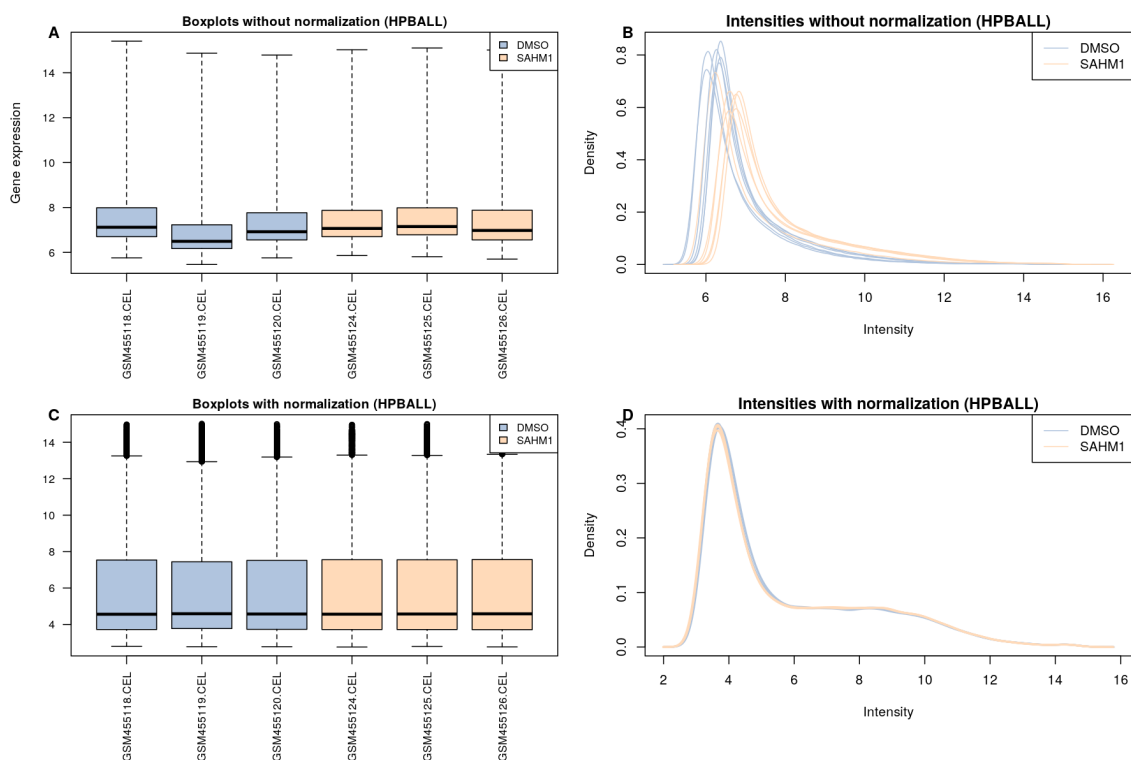 A
Boxplots without normalization (HPBALL)
Gene expression
14
12
10
8
6
DMSO
SAHM1
GSM455118.CEL
GSM455119.CEL
GSM455120.CEL
GSM455124.CEL
GSM455125.CEL
GSM455126.CEL
B
Intensities without normalization (HPBALL)
Density
0.8
0.6
0.4
0.2
0.0
DMSO
SAHM1
6 8 10 12 14 16
Intensity
C
Boxplots with normalization (HPBALL)
14
12
10
8
6
4
DMSO
SAHM1
GSM455118.CEL
GSM455119.CEL
GSM455120.CEL
GSM455124.CEL
GSM455125.CEL
GSM455126.CEL
D
Intensities with normalization (HPBALL)
Density
0.4
0.3
0.2
0.1
0.0
DMSO
SAHM1
2 4 6 8 10 12 14 16
Intensity